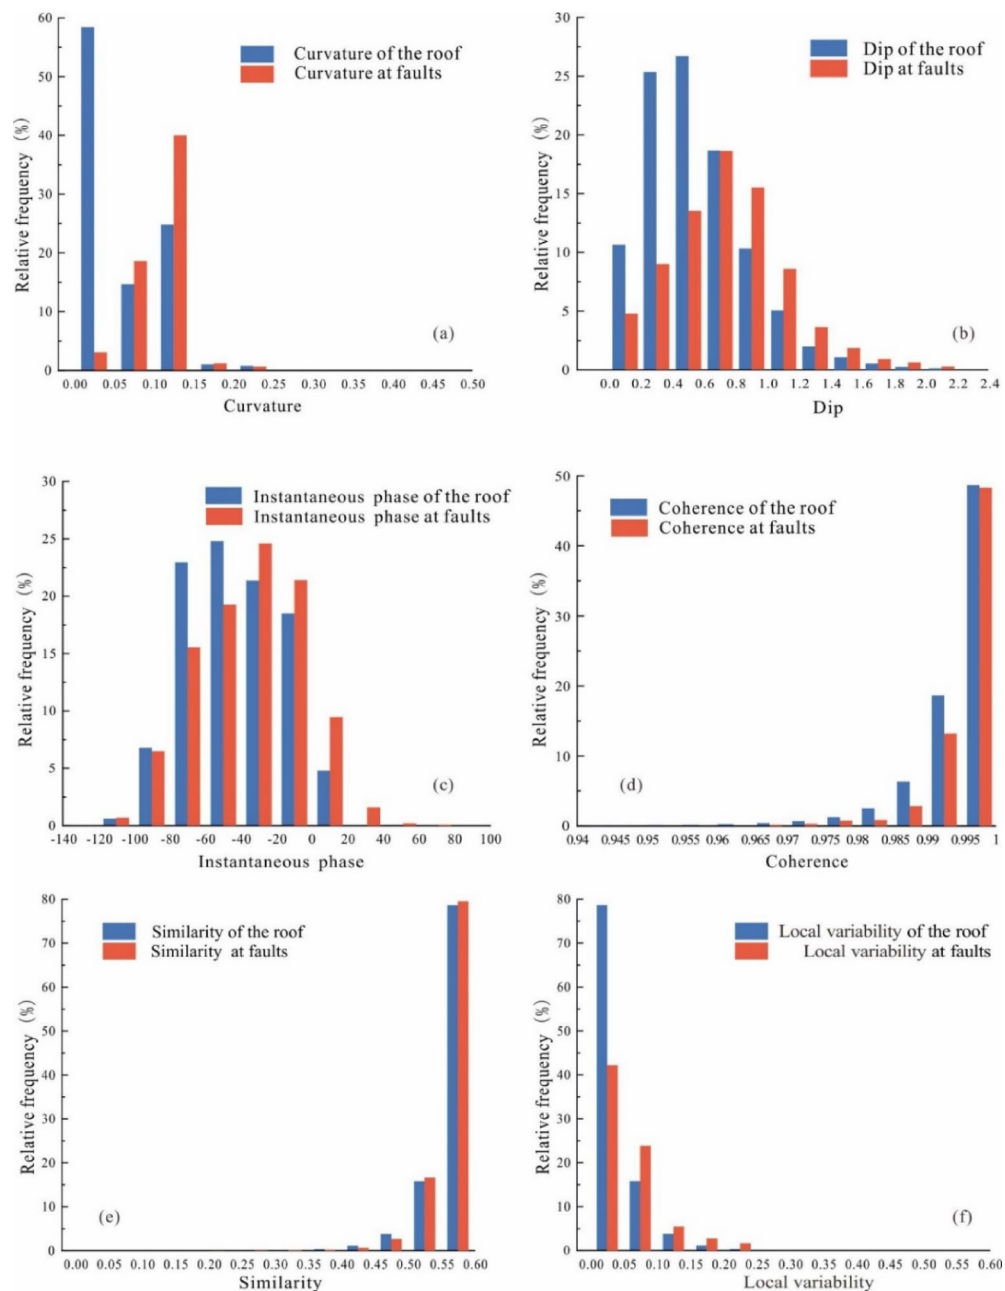 60
50
40
30
20
10
0
Relative frequency (%)
Curvature of the roof
Curvature at faults
(a)
0.00 0.05 0.10 0.15 0.20 0.25 0.30 0.35 0.40 0.45 0.50
Curvature
30
25
20
15
10
5
0
Relative frequency (%)
Dip of the roof
Dip at faults
(b)
0.0 0.2 0.4 0.6 0.8 1.0 1.2 1.4 1.6 1.8 2.0 2.2 2.4
Dip
30
25
20
15
10
5
0
Relative frequency (%)
Instantaneous phase of the roof
Instantaneous phase at faults
(c)
-140 -120 -100 -80 -60 -40 -20 0 20 40 60 80 100
Instantaneous phase
50
40
30
20
10
0
Relative frequency (%)
Coherence of the roof
Coherence at faults
(d)
0.94 0.945 0.95 0.955 0.96 0.965 0.97 0.975 0.98 0.985 0.99 0.995 1
Coherence
80
70
60
50
40
30
20
10
0
Relative frequency (%)
Similarity of the roof
Similarity at faults
(e)
0.00 0.05 0.10 0.15 0.20 0.25 0.30 0.35 0.40 0.45 0.50 0.55 0.60
Similarity
80
70
60
50
40
30
20
10
0
Relative frequency (%)
Local variability of the roof
Local variability at faults
(f)
0.00 0.05 0.10 0.15 0.20 0.25 0.30 0.35 0.40 0.45 0.50 0.55 0.60
Local variability